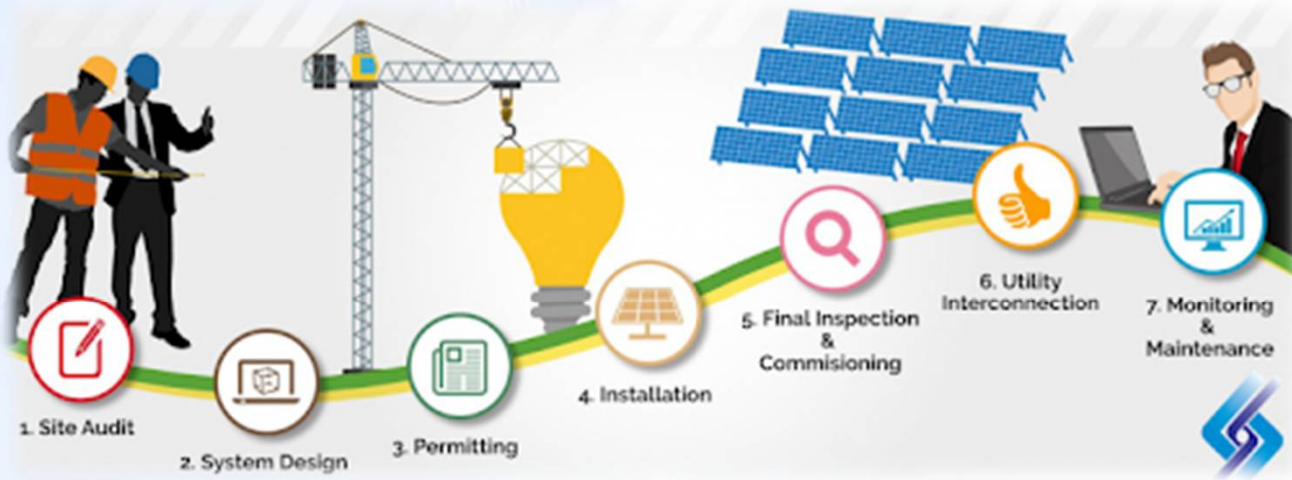 1. Site Audit
2. System Design
3. Permitting
4. Installation
5. Final Inspection
&
Commisioning
6. Utility
Interconnection
7. Monitoring
&
Maintenance